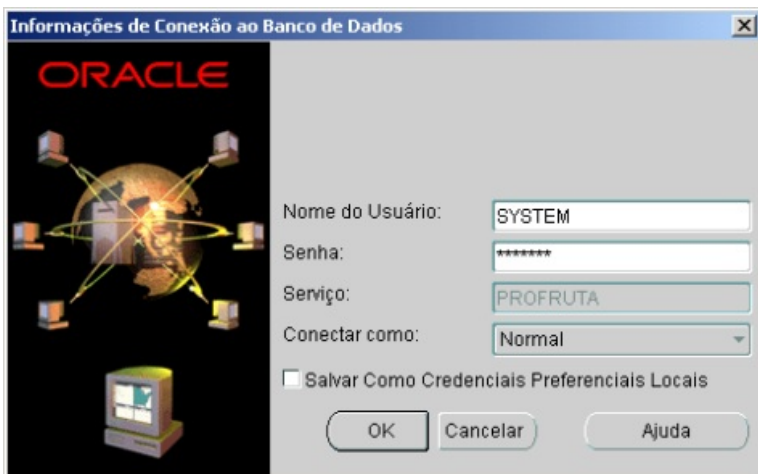 Informações de Conexão ao Banco de Dados
ORACLE
Nome do Usuário: SYSTEM
Senha: *******
Serviço: PROFRUTA
Conectar como: Normal
Salvar Como Credenciais Preferenciais Locais
OK Cancelar Ajuda